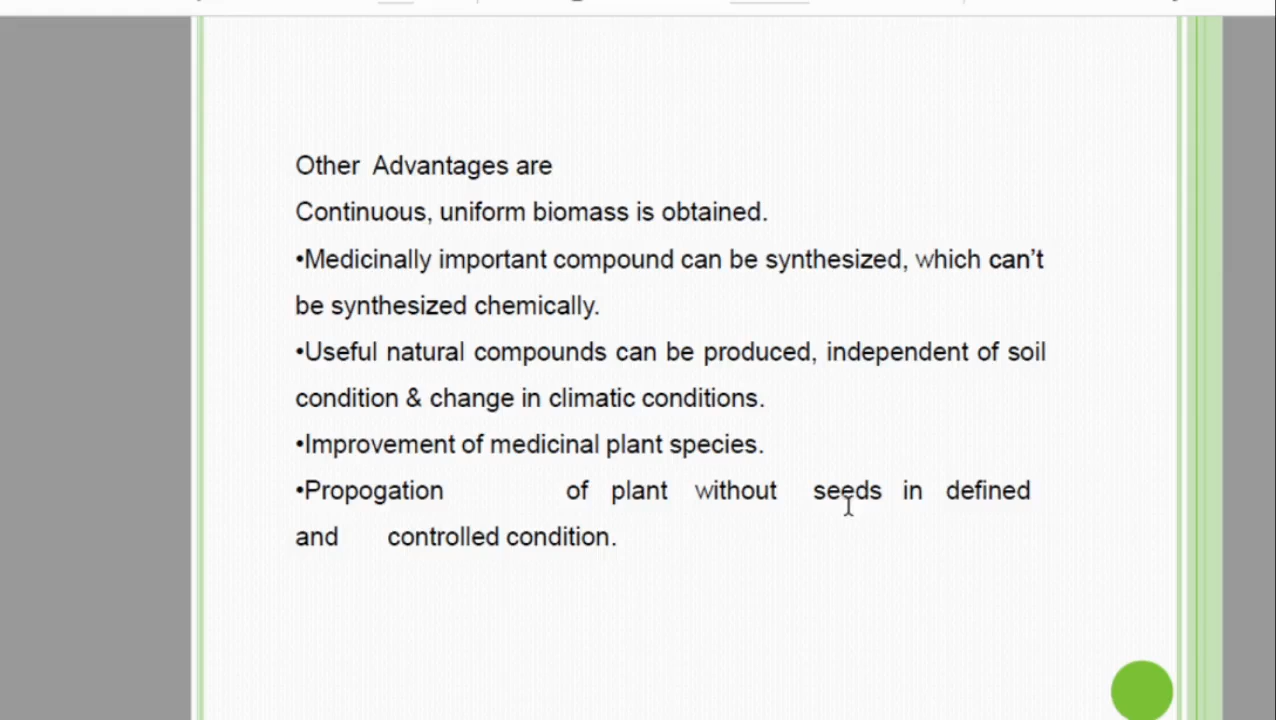 Other Advantages are
Continuous, uniform biomass is obtained.
•Medicinally important compound can be synthesized, which can't
be synthesized chemically.
•Useful natural compounds can be produced, independent of soil
condition & change in climatic conditions.
•Improvement of medicinal plant species.
•Propogation of plant without seeds in defined
and controlled condition.